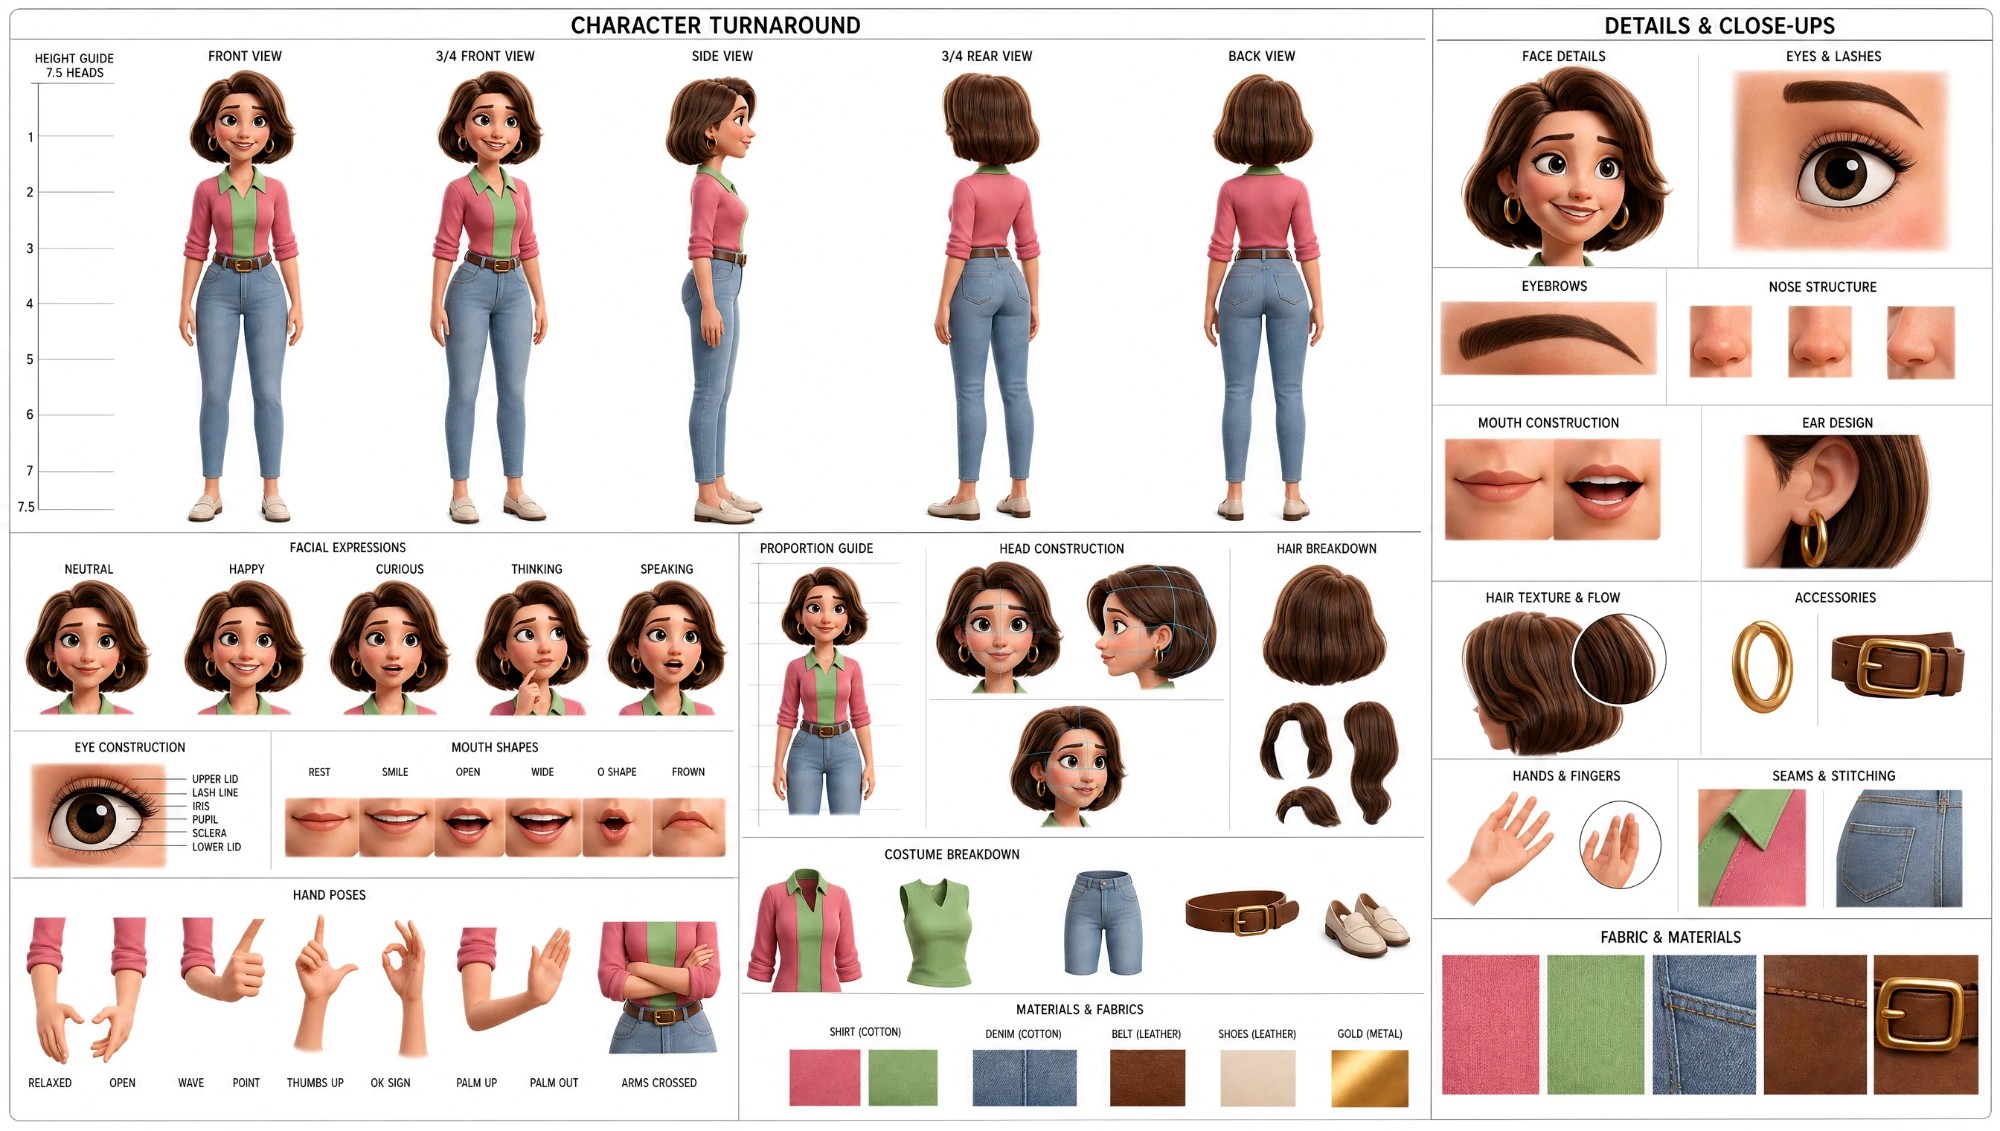 CHARACTER TURNAROUND
HEIGHT GUIDE
7.5 HEADS
FRONT VIEW
3/4 FRONT VIEW
SIDE VIEW
3/4 REAR VIEW
BACK VIEW
1
2
3
4
5
6
7
7.5
DETAILS & CLOSE-UPS
FACE DETAILS
EYES & LASHES
EYEBROWS
NOSE STRUCTURE
MOUTH CONSTRUCTION
EAR DESIGN
HAIR TEXTURE & FLOW
ACCESSORIES
HANDS & FINGERS
SEAMS & STITCHING
FABRIC & MATERIALS
FACIAL EXPRESSIONS
NEUTRAL
HAPPY
CURIOUS
THINKING
SPEAKING
EYE CONSTRUCTION
UPPER LID
LASH LINE
IRIS
PUPIL
SCLERA
LOWER LID
MOUTH SHAPES
REST
SMILE
OPEN
WIDE
O SHAPE
FROWN
HAND POSES
RELAXED
OPEN
WAVE
POINT
THUMBS UP
OK SIGN
PALM UP
PALM OUT
ARMS CROSSED
PROPORTION GUIDE
HEAD CONSTRUCTION
HAIR BREAKDOWN
COSTUME BREAKDOWN
MATERIALS & FABRICS
SHIRT (COTTON)
DENIM (COTTON)
BELT (LEATHER)
SHOES (LEATHER)
GOLD (METAL)